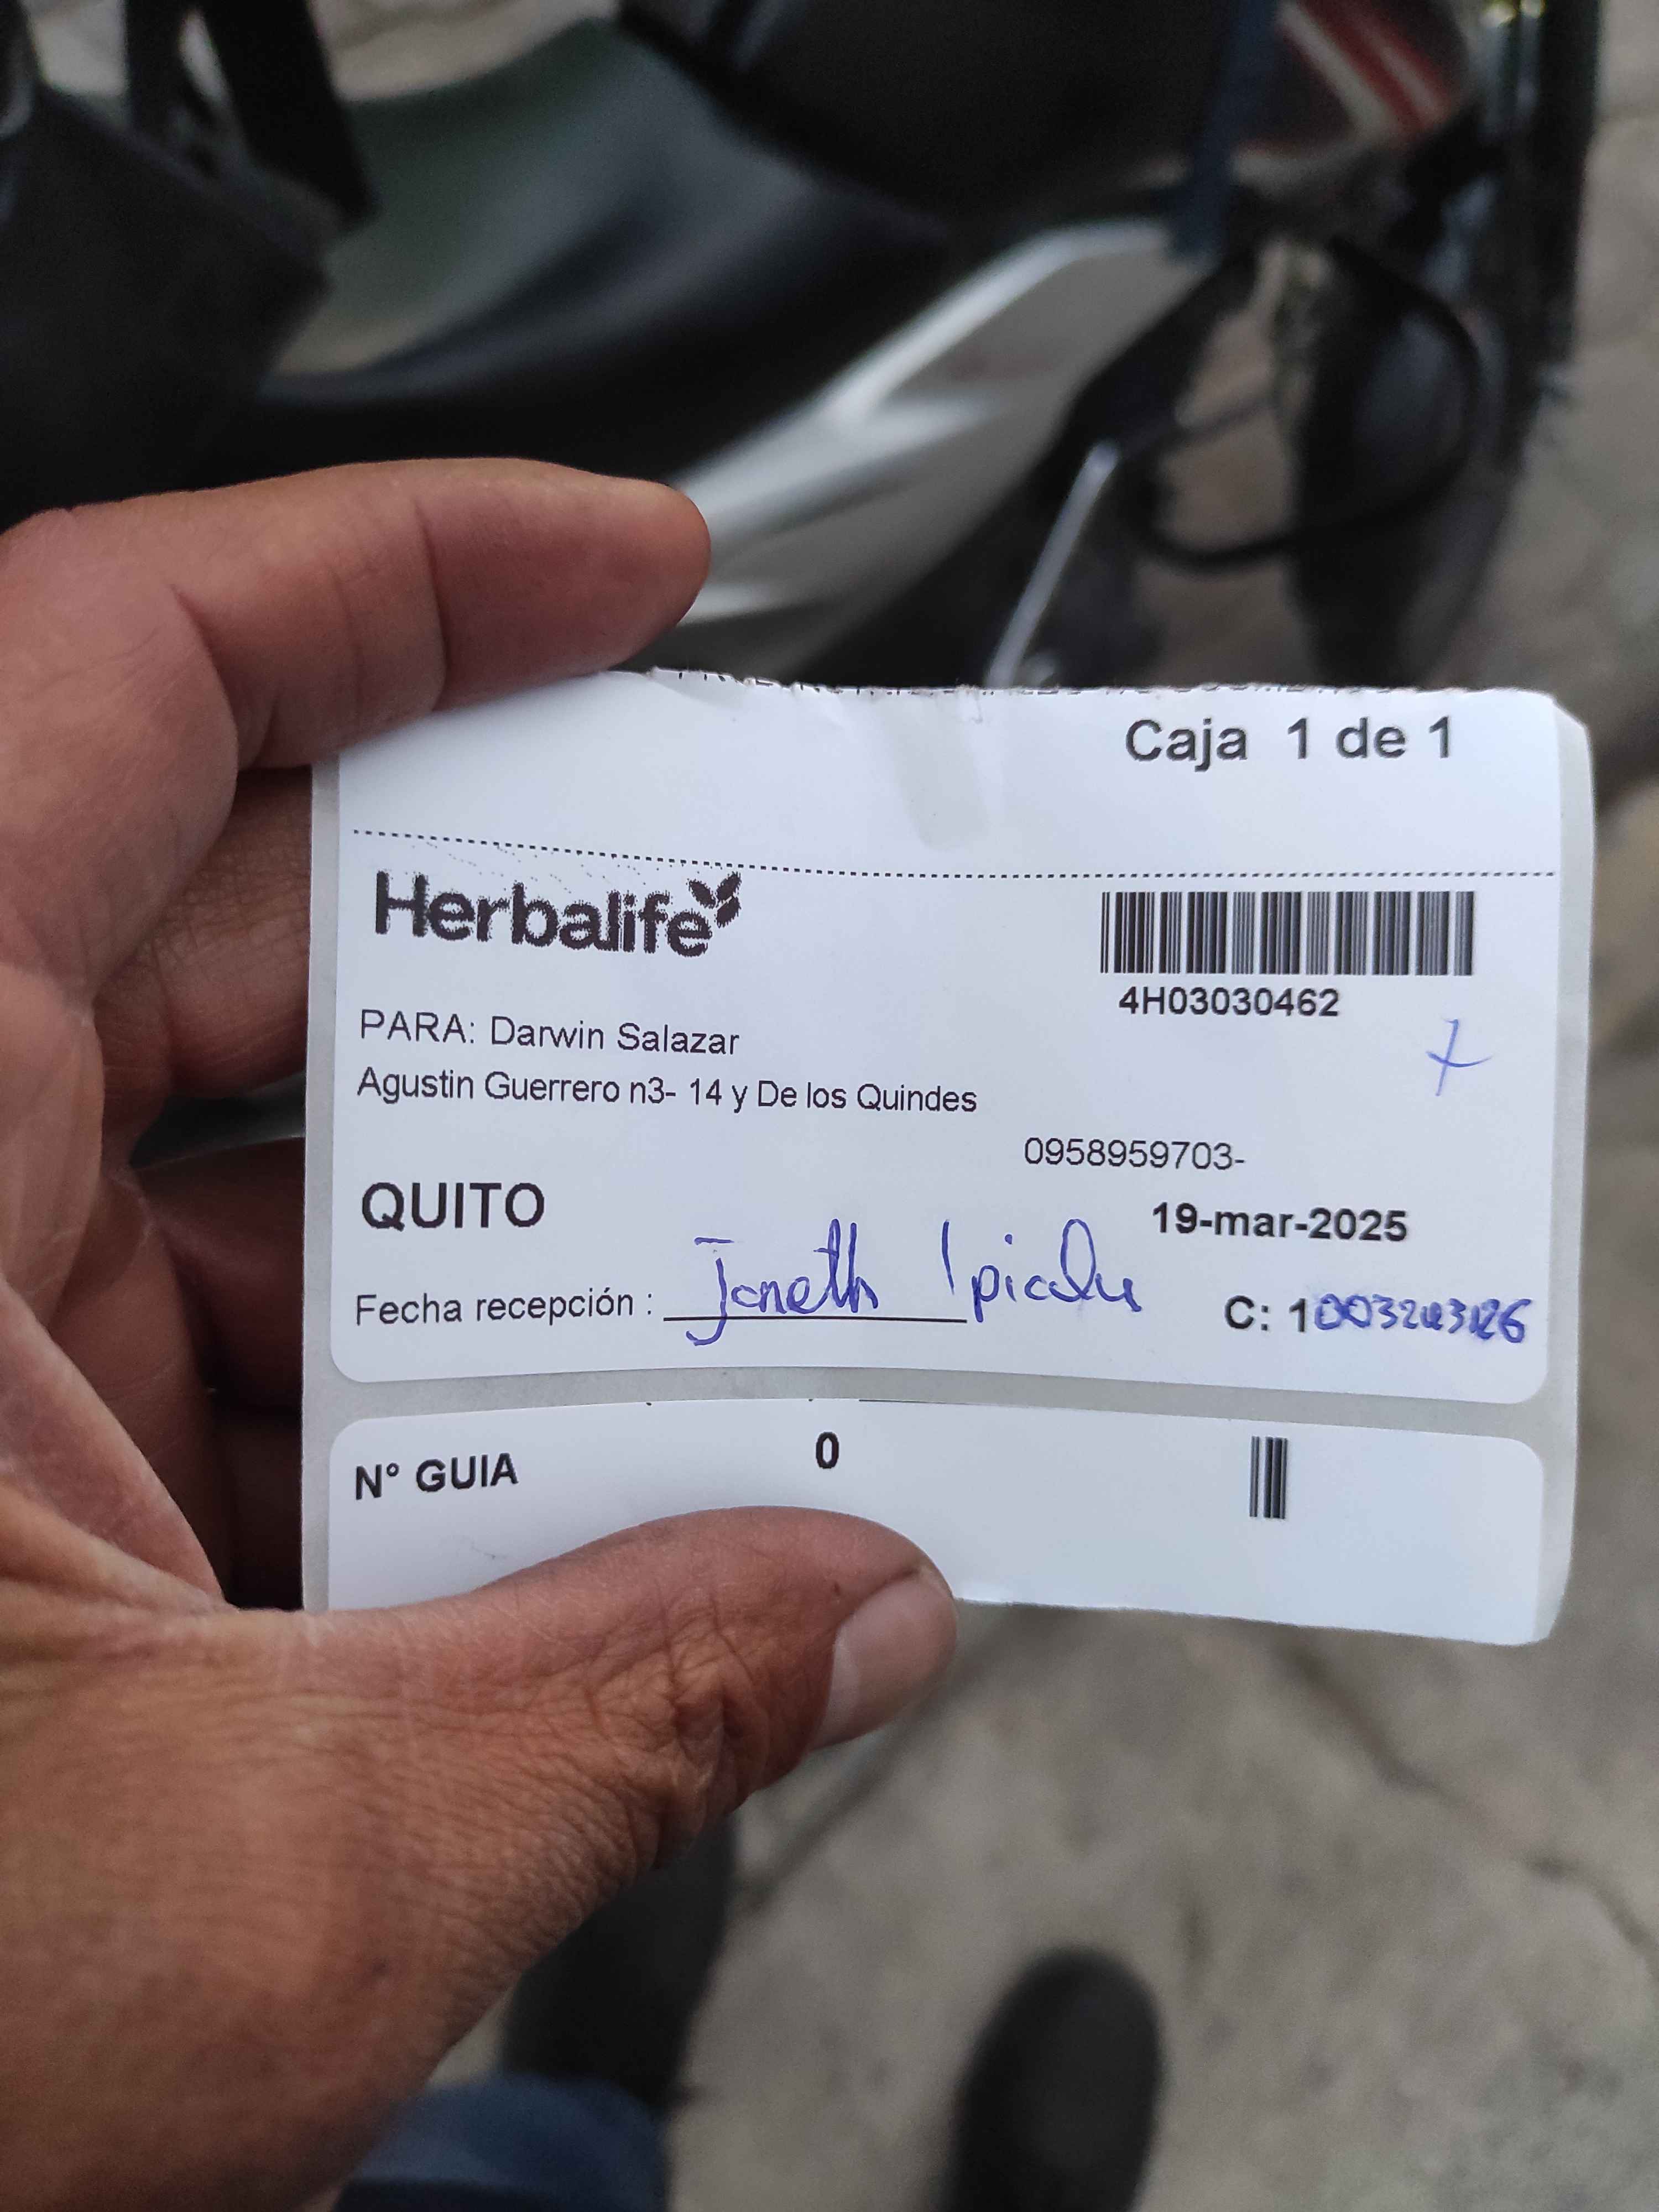 Caja 1 de 1
Herbalife
4H03030462
PARA: Darwin Salazar
Agustin Guerrero n3- 14 y De los Quindes
0958959703-
QUITO
19-mar-2025
Fecha recepción : Janeth
C: 1
N° GUIA 0